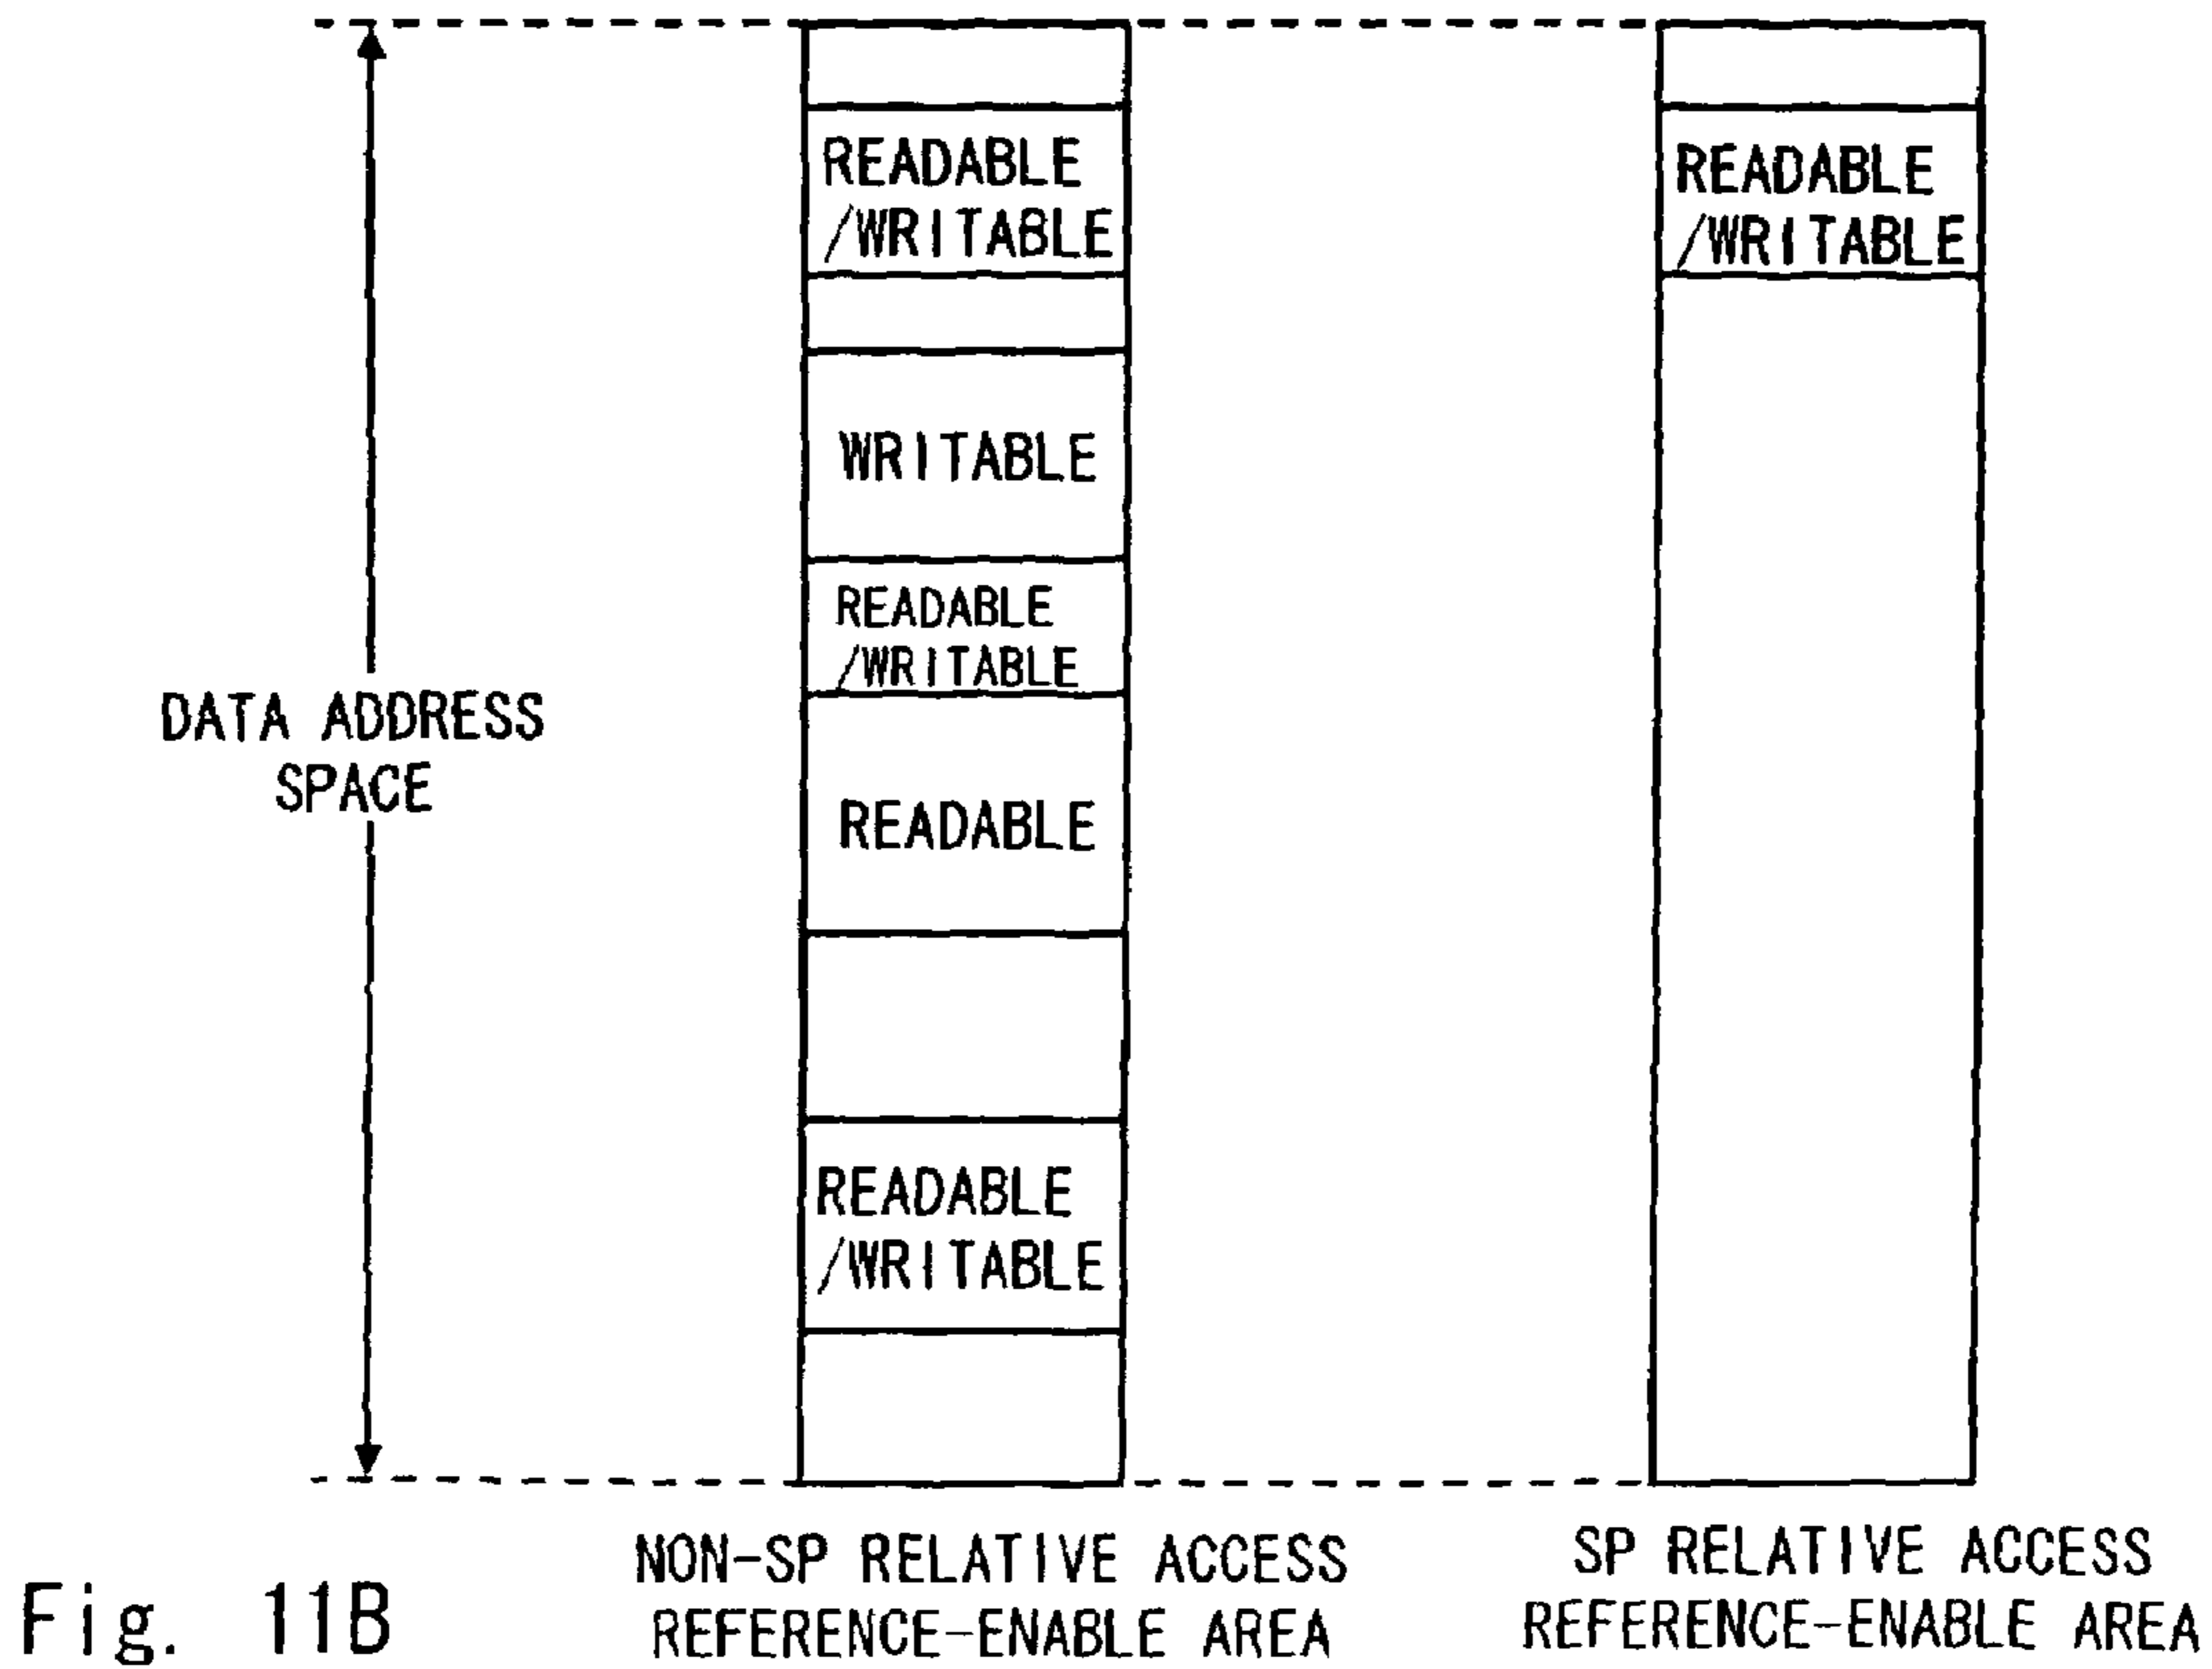 READABLE
/WRITABLE
WRITABLE
READABLE
/WRITABLE
READABLE
READABLE
/WRITABLE
READABLE
/WRITABLE
DATA ADDRESS
SPACE
NON-SP RELATIVE ACCESS
REFERENCE-ENABLE AREA
SP RELATIVE ACCESS
REFERENCE-ENABLE AREA
Fig. 11B